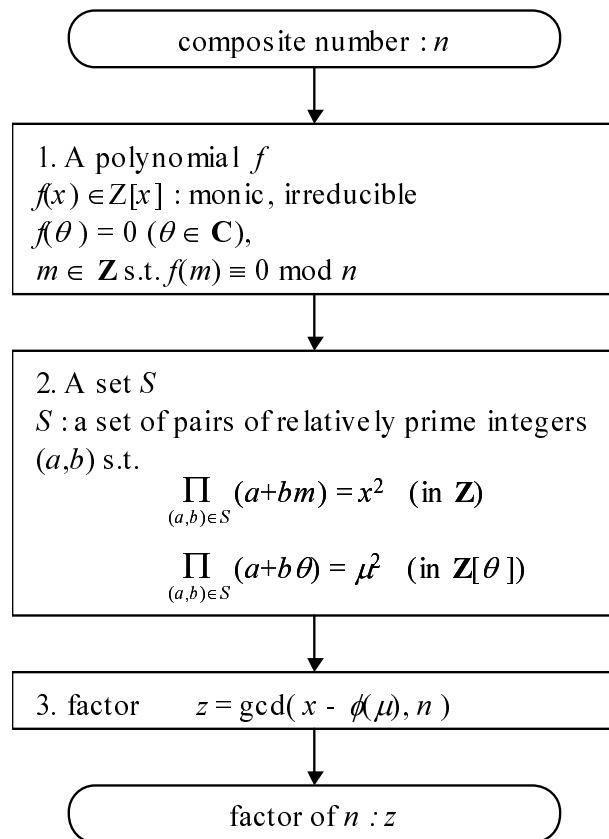 composite number : n
1. A polynomial f
f(x) ∈ Z[x] : monic, irreducible
f(θ) = 0 (θ ∈ C),
m ∈ Z s.t. f(m) ≡ 0 mod n
2. A set S
S : a set of pairs of relatively prime integers
(a,b) s.t.
∏ (a+bm) = x² (in Z)
(a,b)∈S
∏ (a+bθ) = μ² (in Z[θ])
(a,b)∈S
3. factor z = gcd( x - ϕ(μ), n )
factor of n : z